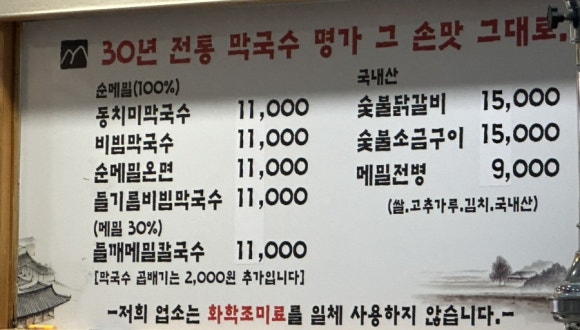 30년 전통 막국수 명가 그 손맛 그대로.
순메밀(100%)
동치미막국수 11,000
비빔막국수 11,000
순메밀온면 11,000
들기름비빔막국수 11,000
(메밀 30%)
들깨메밀칼국수 11,000
[막국수 곱배기는 2,000원 추가입니다]
국내산
숯불닭갈비 15,000
숯불소금구이 15,000
메밀전병 9,000
(쌀.고추가루.김치.국내산)
-저희 업소는 화학조미료를 일체 사용하지 않습니다.-